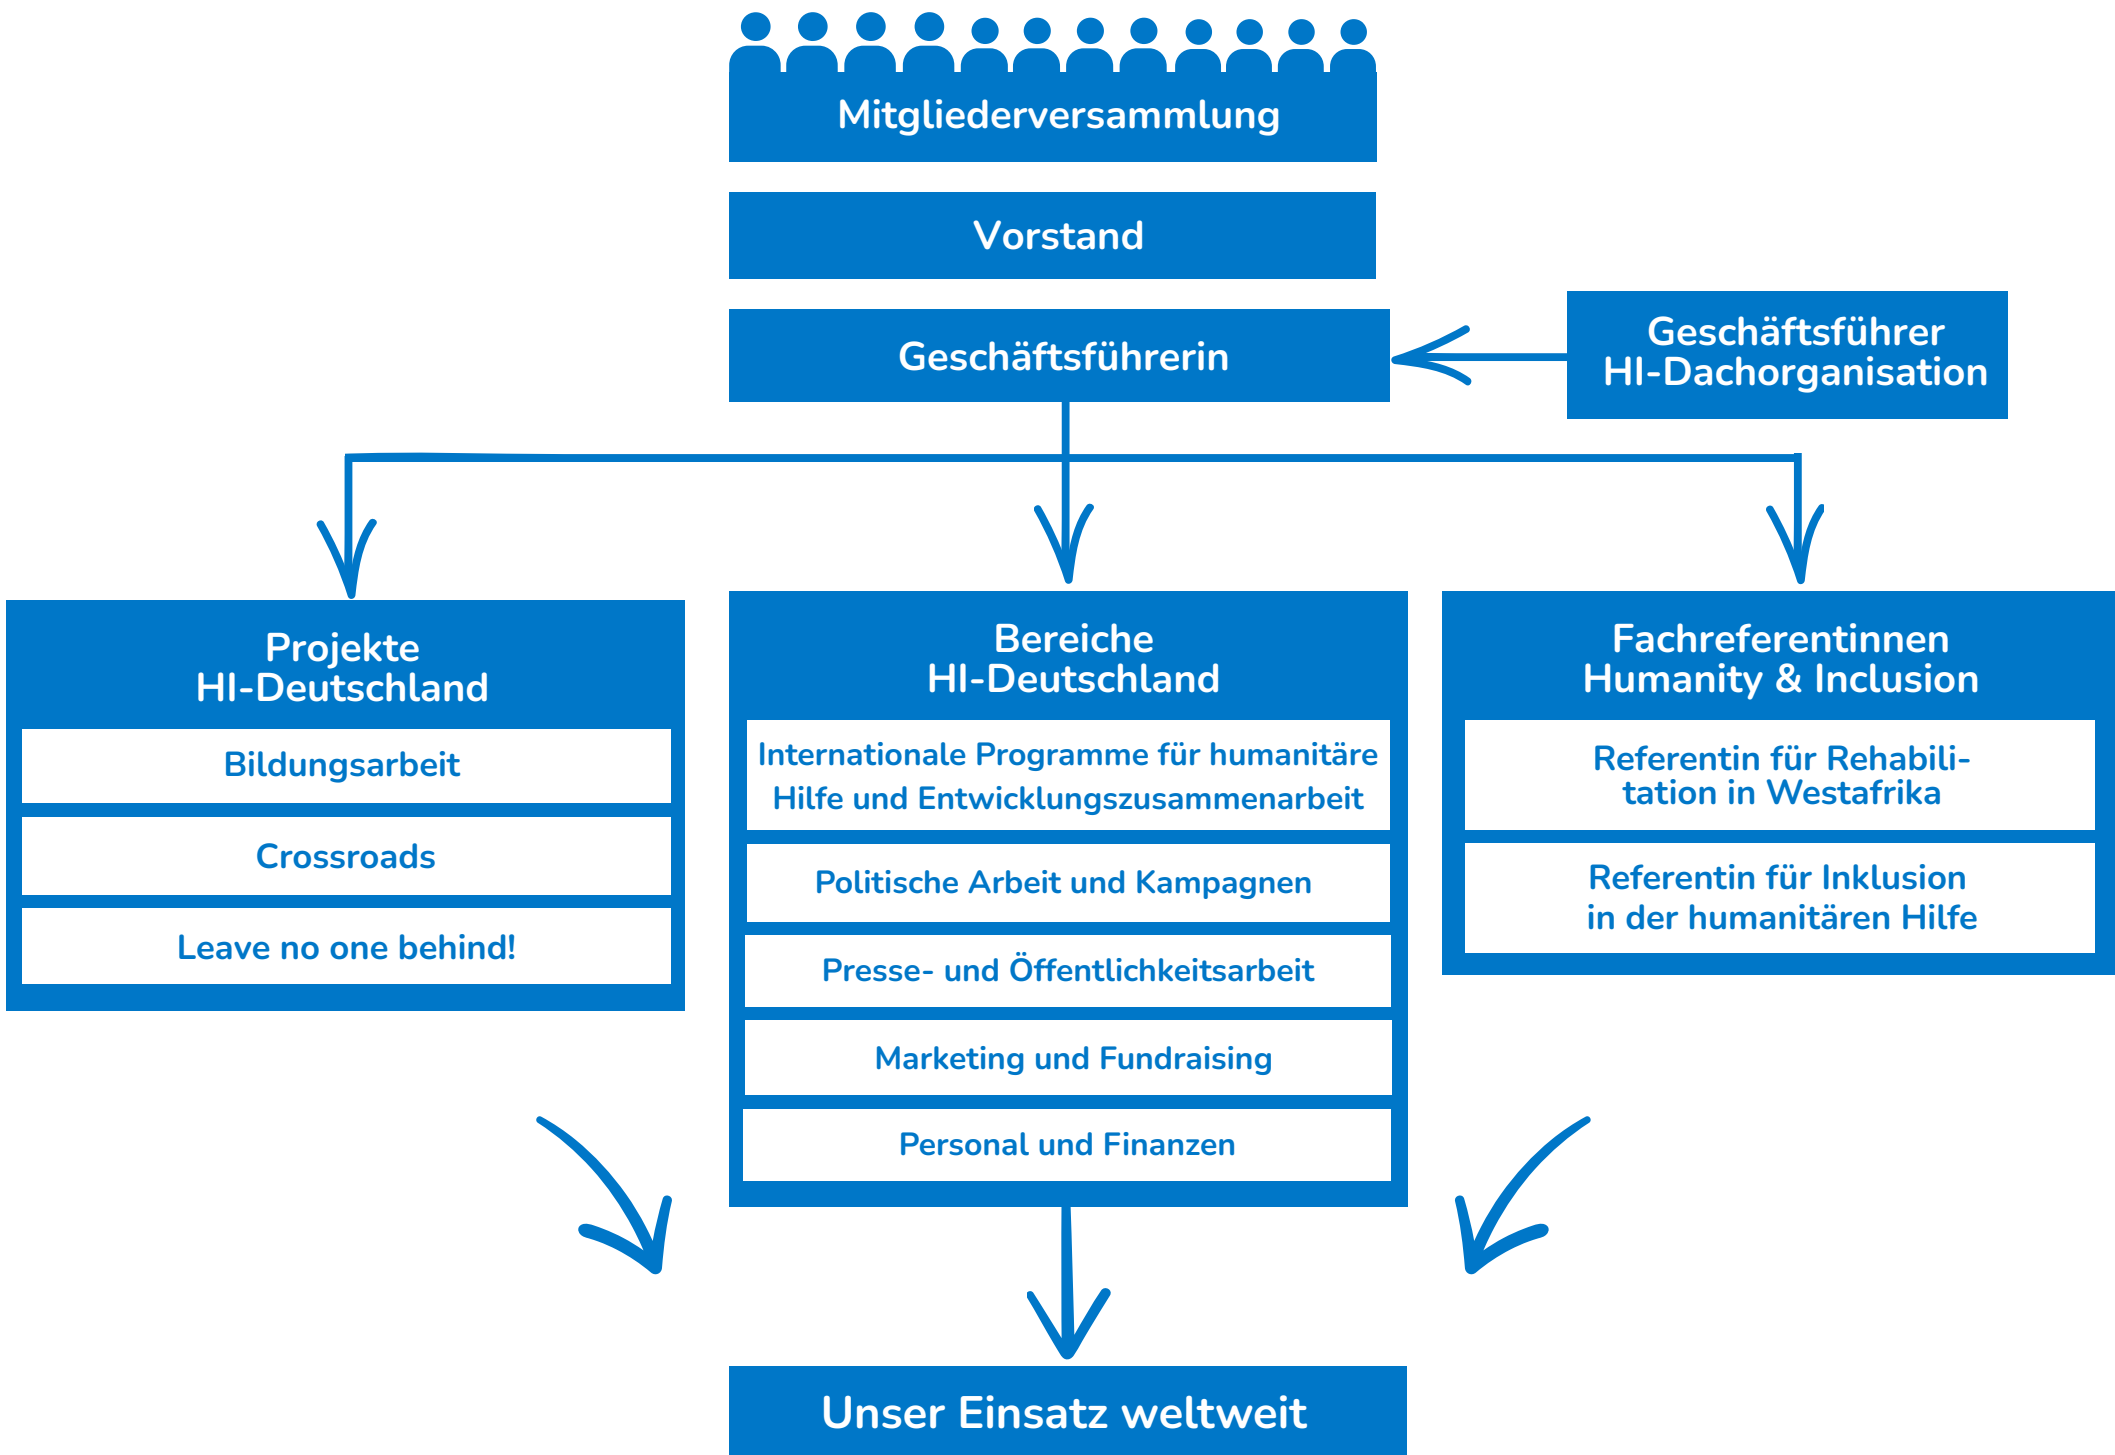 Mitgliederversammlung
Vorstand
Geschäftsführerin
Geschäftsführer
HI-Dachorganisation
Projekte
HI-Deutschland
Bildungsarbeit
Crossroads
Leave no one behind!
Bereiche
HI-Deutschland
Internationale Programme für humanitäre
Hilfe und Entwicklungszusammenarbeit
Politische Arbeit und Kampagnen
Presse- und Öffentlichkeitsarbeit
Marketing und Fundraising
Personal und Finanzen
Fachreferentinnen
Humanity & Inclusion
Referentin für Rehabili-
tation in Westafrika
Referentin für Inklusion
in der humanitären Hilfe
Unser Einsatz weltweit